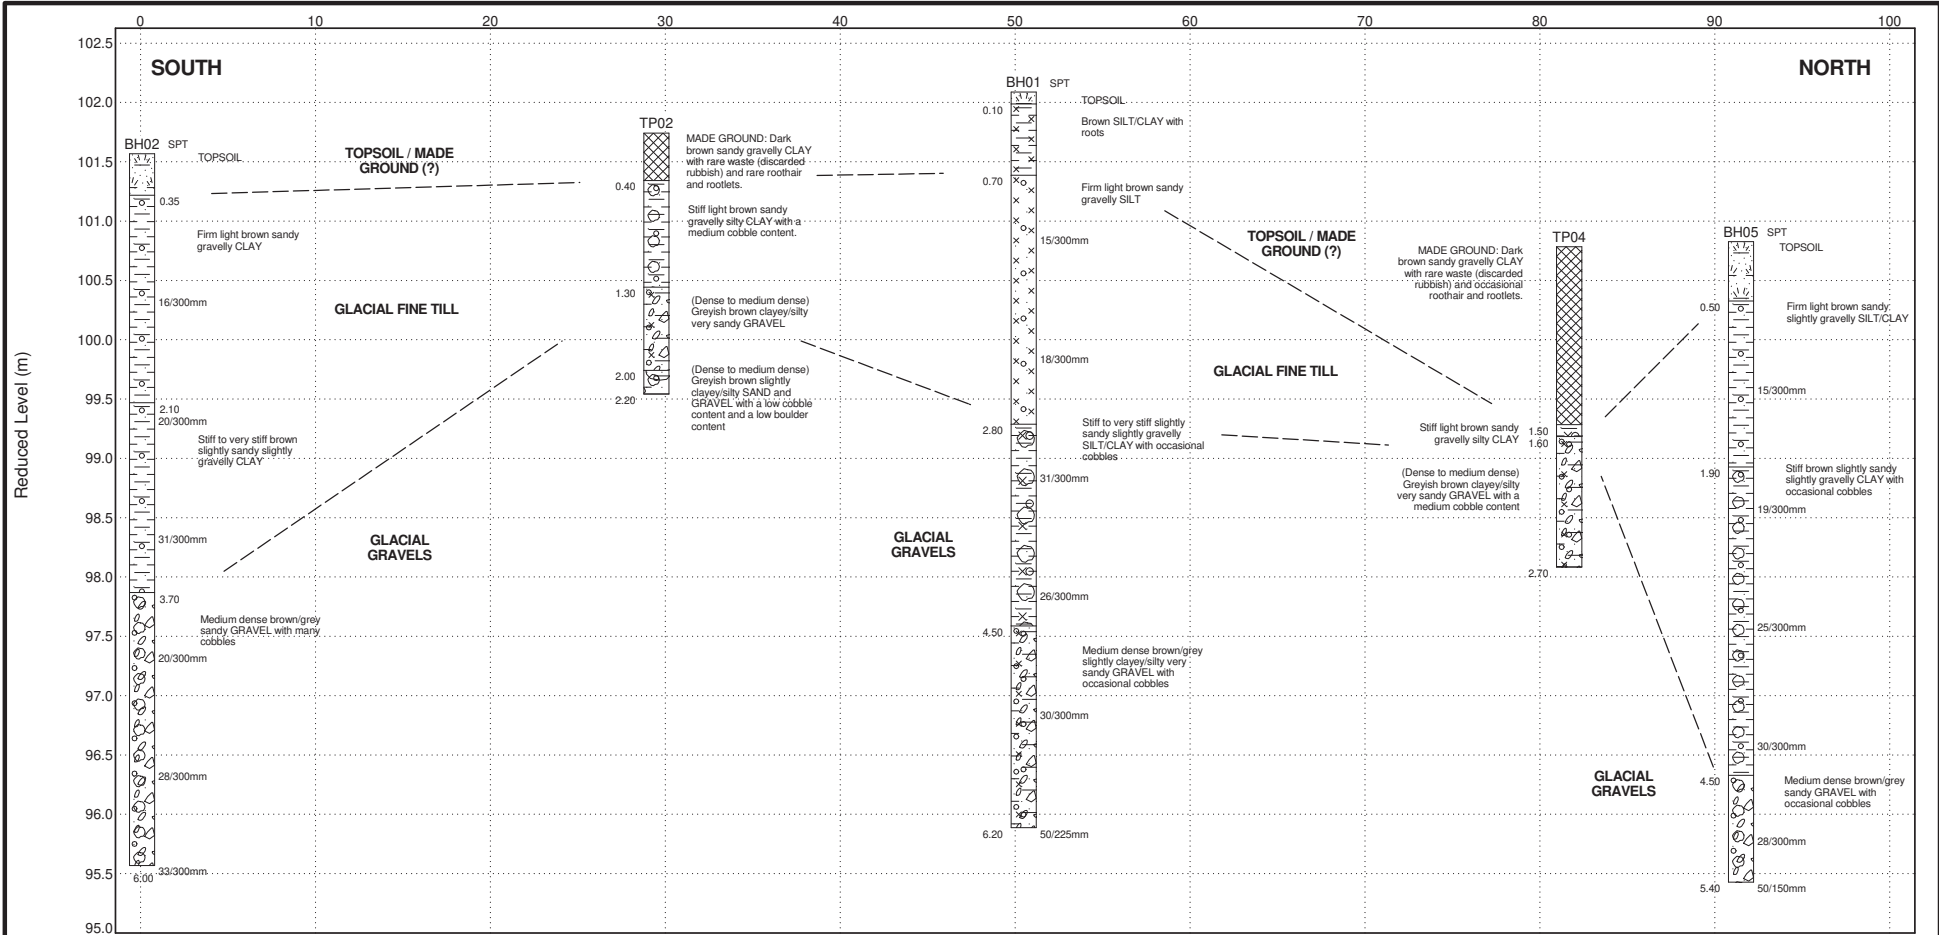 0 10 20 30 40 50 60 70 80 90 100
Reduced Level (m)
102.5
102.0
101.5
101.0
100.5
100.0
99.5
99.0
98.5
98.0
97.5
97.0
96.5
96.0
95.5
95.0
SOUTH
NORTH
BH02 SPT
TOPSOIL
0.35
Firm light brown sandy
gravelly CLAY
16/300mm
2.10
20/300mm
Stiff to very stiff brown
slightly sandy slightly
gravelly CLAY
31/300mm
3.70
Medium dense brown/grey
sandy GRAVEL with many
cobbles
20/300mm
28/300mm
33/300mm
6.00
TOPSOIL / MADE
GROUND (?)
GLACIAL FINE TILL
GLACIAL
GRAVELS
TP02
MADE GROUND: Dark
brown sandy gravelly CLAY
with rare waste (discarded
rubbish) and rare roothair
and rootlets.
0.40
Stiff light brown sandy
gravelly silty CLAY with a
medium cobble content.
1.30
(Dense to medium dense)
Greyish brown clayey/silty
very sandy GRAVEL
2.00
(Dense to medium dense)
Greyish brown slightly
clayey/silty SAND and
GRAVEL with a low cobble
content and a low boulder
content
2.20
GLACIAL
GRAVELS
BH01 SPT
TOPSOIL
0.10
Brown SILT/CLAY with
roots
0.70
Firm light brown sandy
gravelly SILT
15/300mm
18/300mm
2.80
Stiff to very stiff slightly
sandy slightly gravelly
SILT/CLAY with occasional
cobbles
31/300mm
26/300mm
4.50
Medium dense brown/grey
slightly clayey/silty very
sandy GRAVEL with
occasional cobbles
30/300mm
6.20
50/225mm
TOPSOIL / MADE
GROUND (?)
GLACIAL FINE TILL
TP04
MADE GROUND: Dark
brown sandy gravelly CLAY
with rare waste (discarded
rubbish) and occasional
roothair and rootlets.
Stiff light brown sandy
gravelly silty CLAY
1.50
1.60
(Dense to medium dense)
Greyish brown clayey/silty
very sandy GRAVEL with a
medium cobble content
2.70
GLACIAL
GRAVELS
BH05 SPT
TOPSOIL
0.50
Firm light brown sandy
slightly gravelly SILT/CLAY
15/300mm
1.90
Stiff brown slightly sandy
slightly gravelly CLAY with
occasional cobbles
19/300mm
25/300mm
30/300mm
4.50
Medium dense brown/grey
sandy GRAVEL with
occasional cobbles
28/300mm
5.40
50/150mm